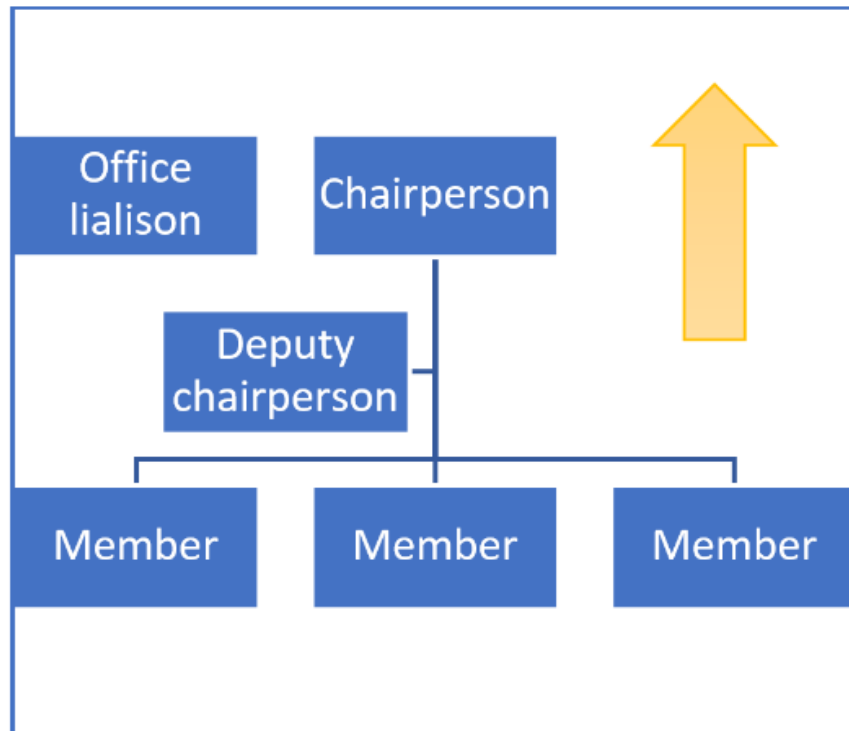 Office
lialison
Chairperson
Deputy
chairperson
Member
Member
Member